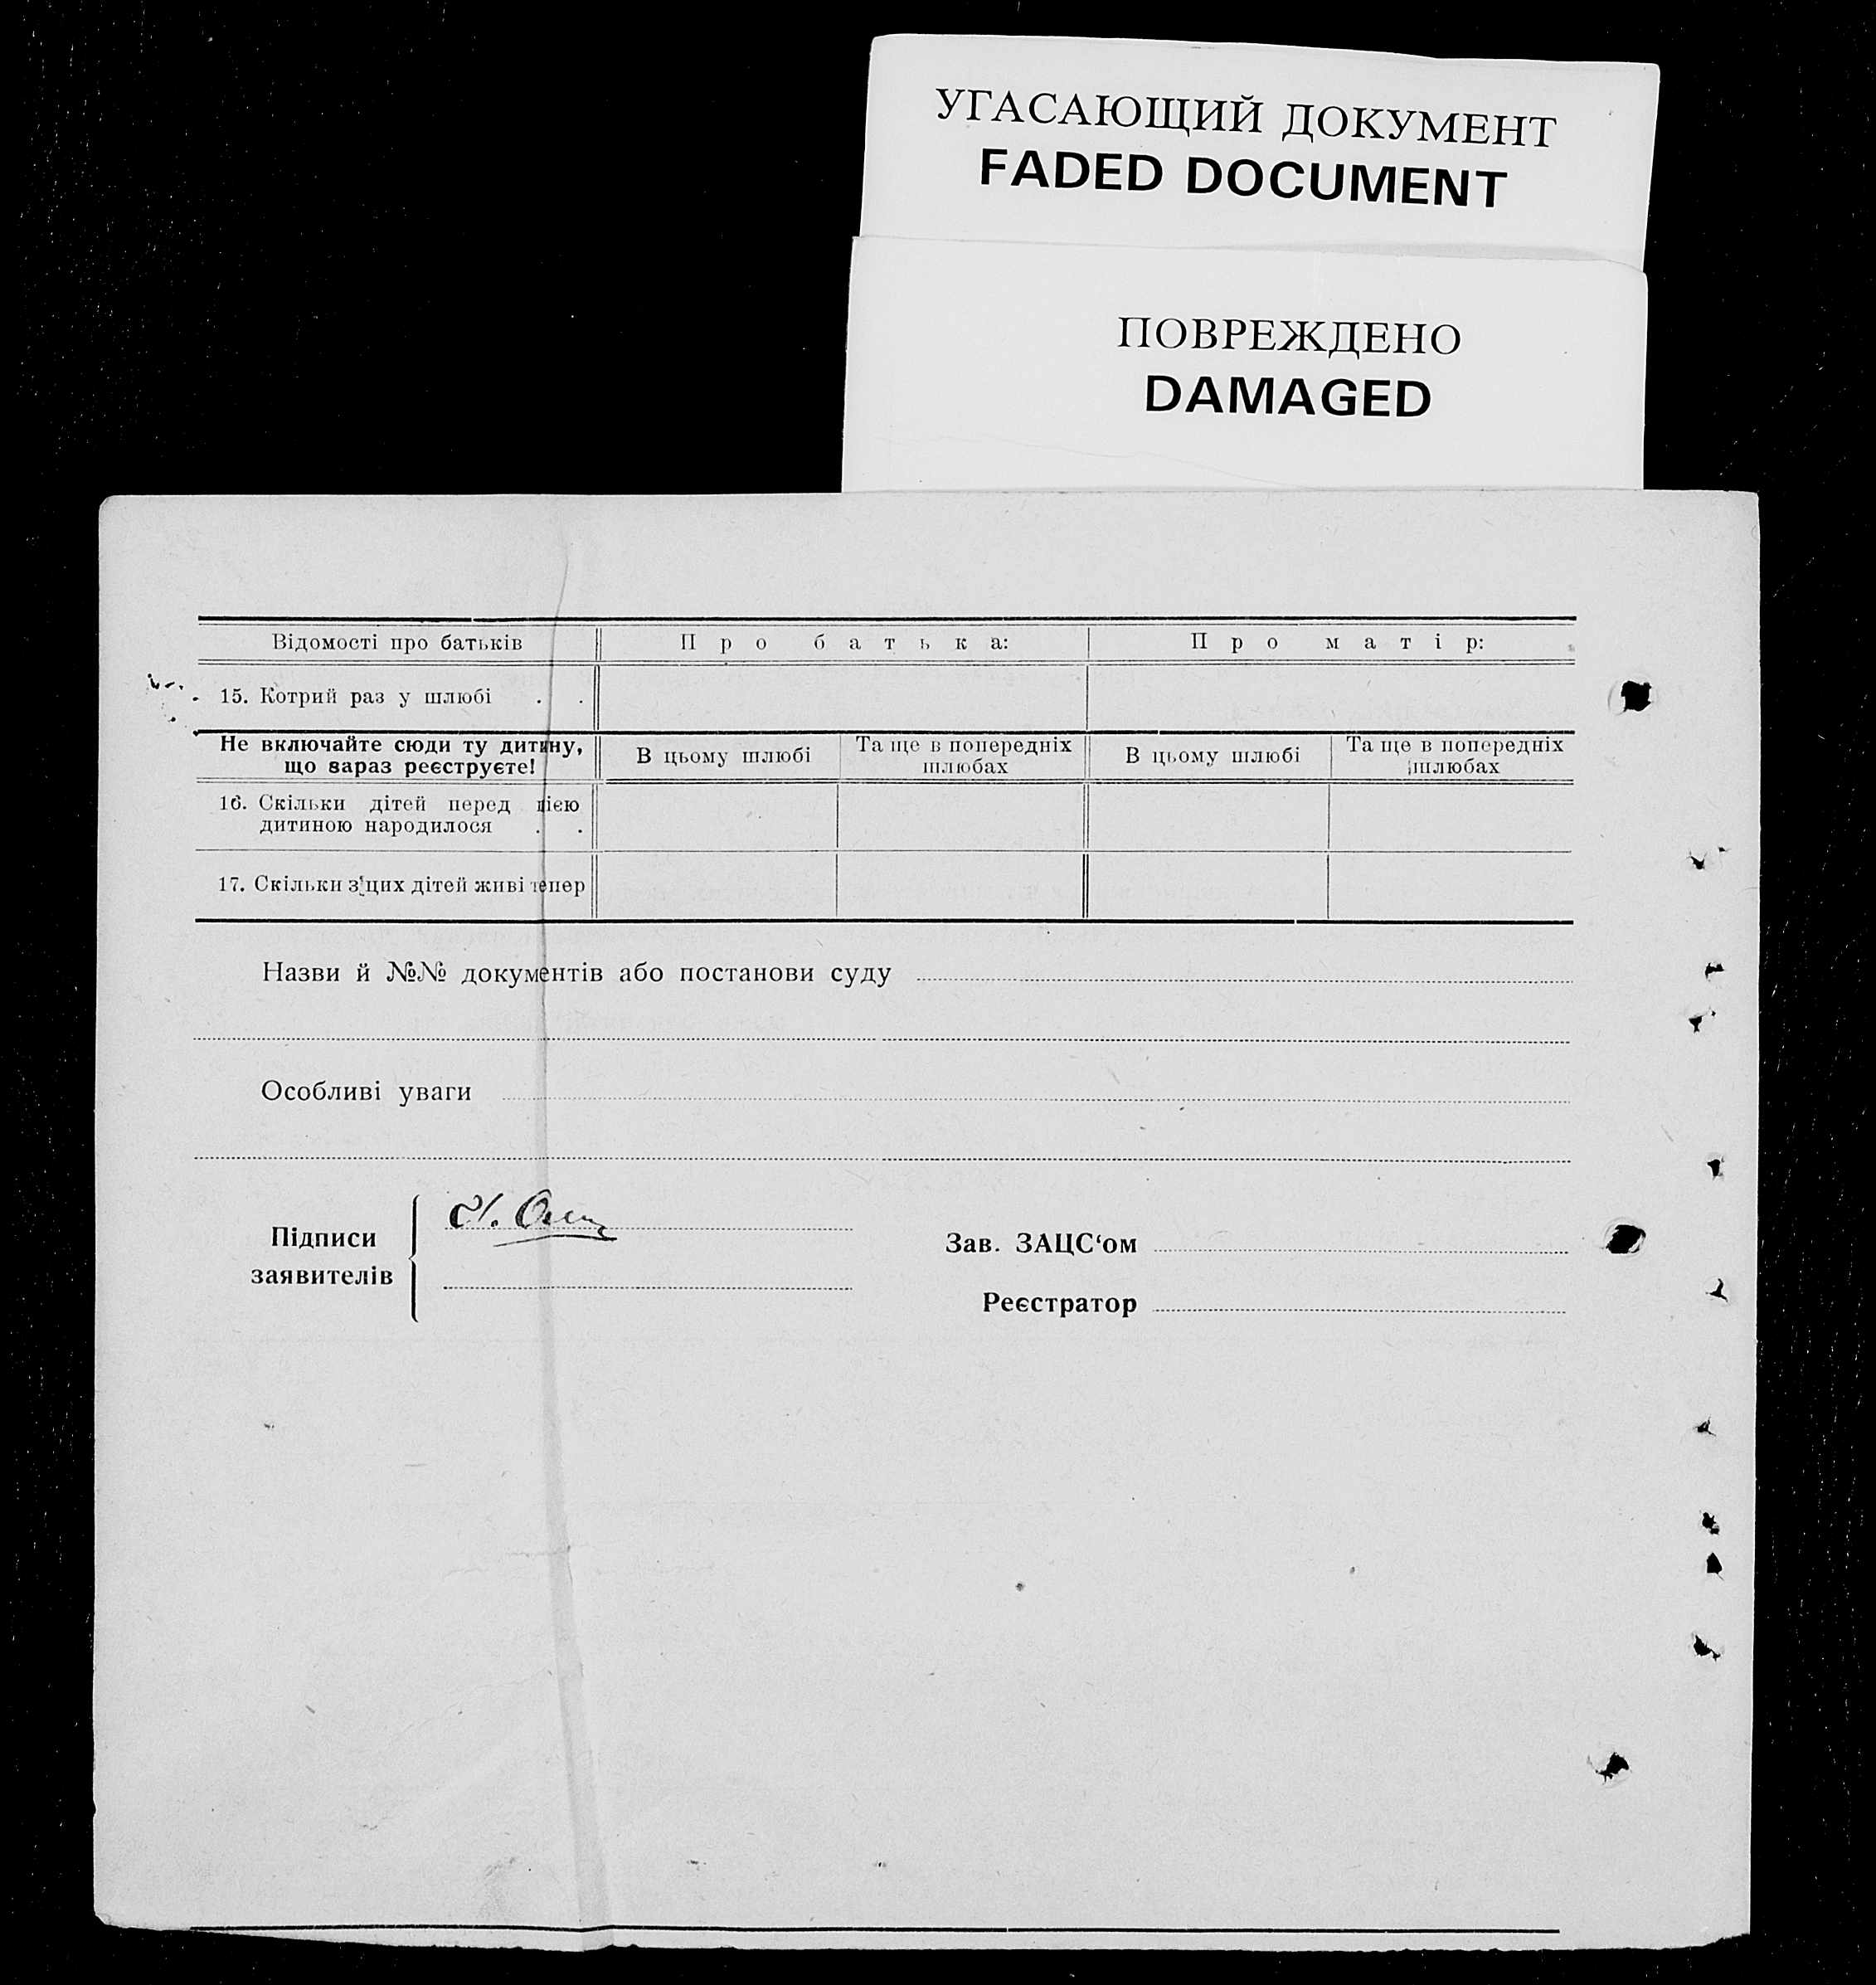 УГАСАЮЩИЙ ДОКУМЕНТ
FADED DOCUMENT
ПОВРЕЖДЕНО
DAMAGED
Відомості про батьків Про батька: Про матір:
15. Котрий раз у шлюбі . .
Не включайте сюди ту дитину, що зараз реєструєте! В цьому шлюбі Та ще в попередніх шлюбах В цьому шлюбі Та ще в попередніх шлюбах
16. Скільки дітей перед цією
дитиною народилося . .
17. Скільки з цих дітей живі тепер
Назви й №№ документів або постанови суду
Особливі уваги
Підписи
заявителів
Зав. ЗАЦС‘ом
Реєстратор